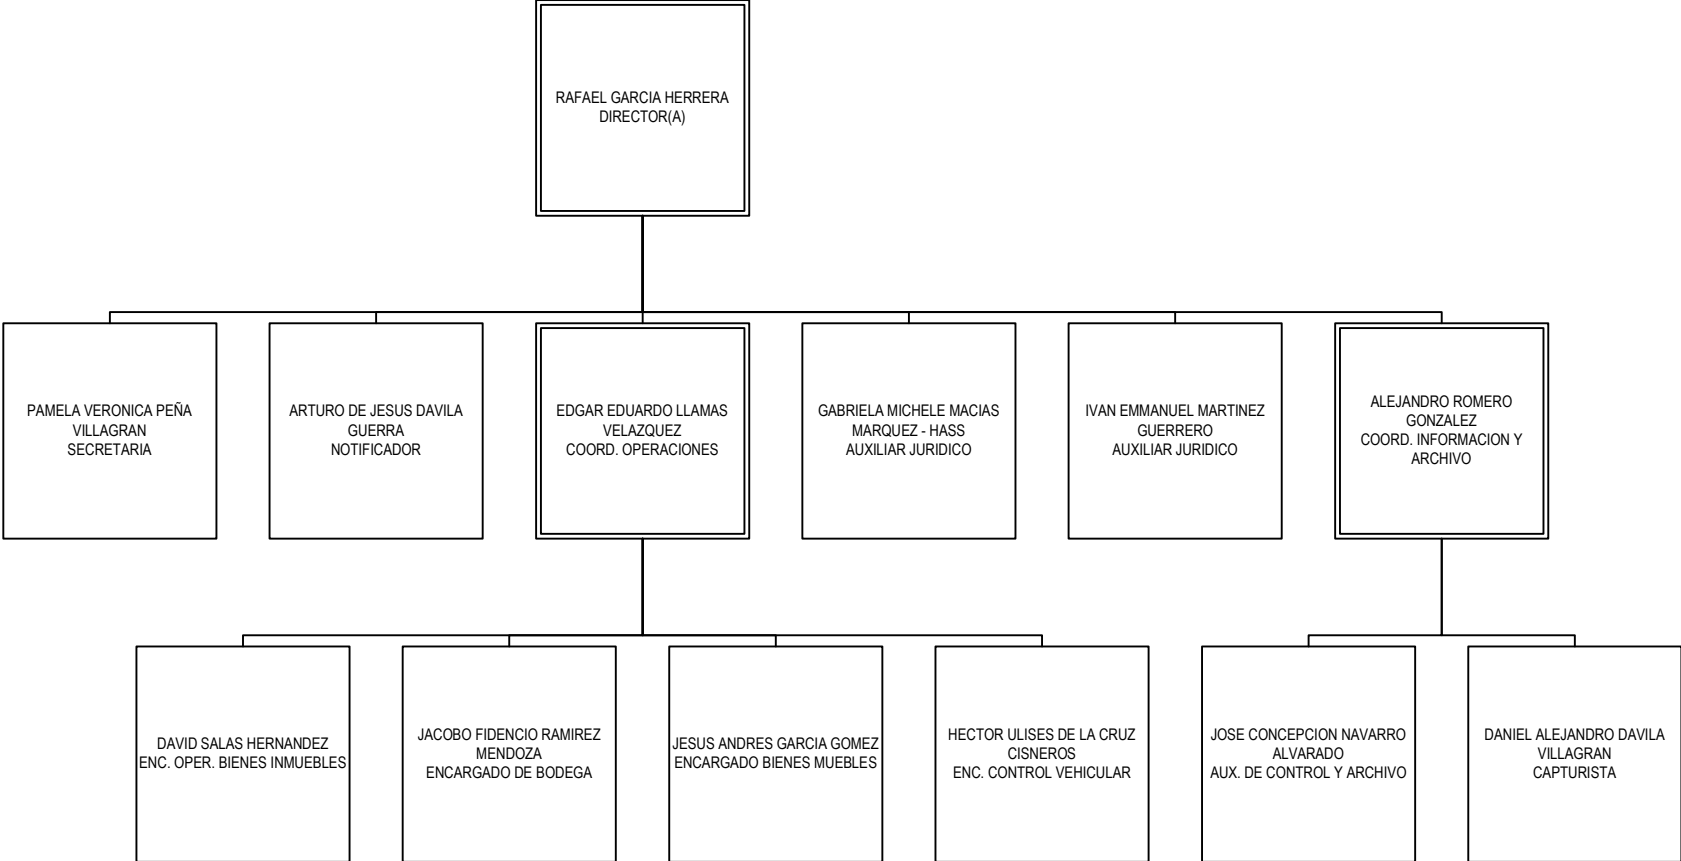 RAFAEL GARCIA HERRERA
DIRECTOR(A)
PAMELA VERONICA PEÑA
VILLAGRAN
SECRETARIA
ARTURO DE JESUS DAVILA
GUERRA
NOTIFICADOR
EDGAR EDUARDO LLAMAS
VELAZQUEZ
COORD. OPERACIONES
GABRIELA MICHELE MACIAS
MARQUEZ - HASS
AUXILIAR JURIDICO
IVAN EMMANUEL MARTINEZ
GUERRERO
AUXILIAR JURIDICO
ALEJANDRO ROMERO
GONZALEZ
COORD. INFORMACION Y
ARCHIVO
DAVID SALAS HERNANDEZ
ENC. OPER. BIENES INMUEBLES
JACOBO FIDENCIO RAMIREZ
MENDOZA
ENCARGADO DE BODEGA
JESUS ANDRES GARCIA GOMEZ
ENCARGADO BIENES MUEBLES
HECTOR ULISES DE LA CRUZ
CISNEROS
ENC. CONTROL VEHICULAR
JOSE CONCEPCION NAVARRO
ALVARADO
AUX. DE CONTROL Y ARCHIVO
DANIEL ALEJANDRO DAVILA
VILLAGRAN
CAPTURISTA